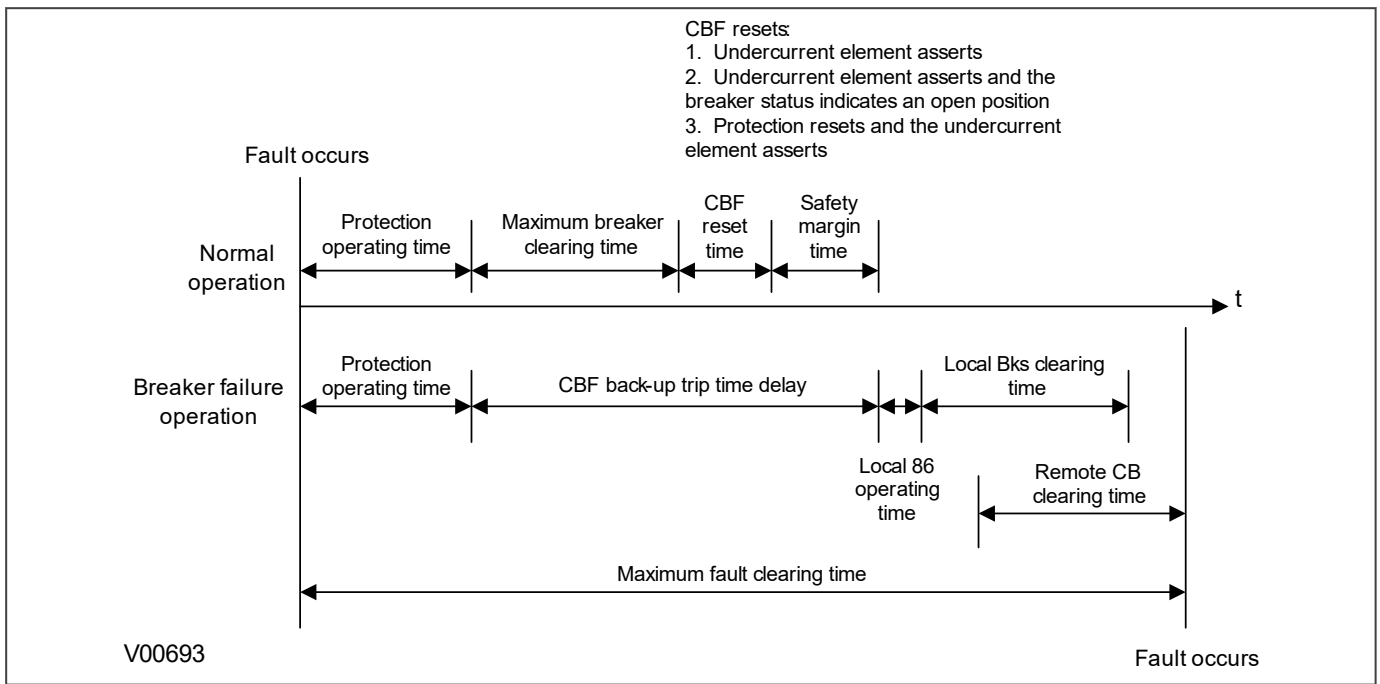 CBF resets:
1. Undercurrent element asserts
2. Undercurrent element asserts and the
breaker status indicates an open position
3. Protection resets and the undercurrent
element asserts
Fault occurs
Normal
operation
Protection
operating time
Maximum breaker
clearing time
CBF
reset
time
Safety
margin
time
t
Breaker failure
operation
Protection
operating time
CBF back-up trip time delay
Local Bks clearing
time
Local 86
operating
time
Remote CB
clearing time
Maximum fault clearing time
V00693
Fault occurs